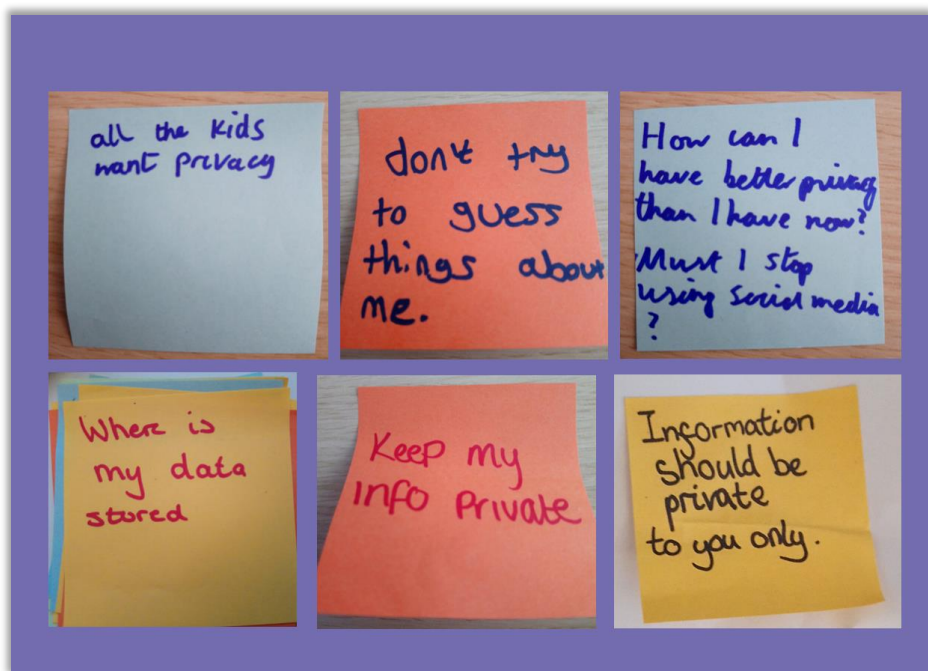 all the kids
want privacy
don't try
to guess
things about
me.
How can I
have better privacy
than I have now?
Must I stop
using social media
?
Where is
my data
stored
Keep my
info private
Information
should be
private
to you only.